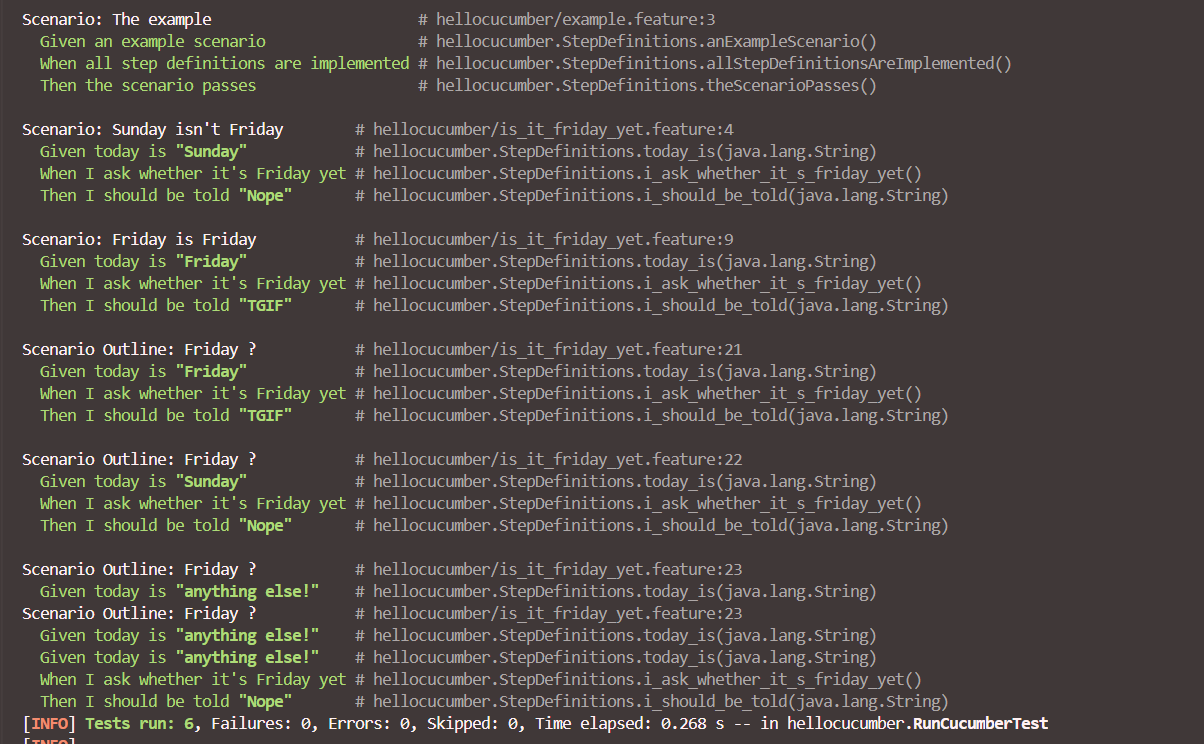 Scenario: The example                       # hellocucumber/example.feature:3
  Given an example scenario                 # hellocucumber.StepDefinitions.anExampleScenario()
  When all step definitions are implemented # hellocucumber.StepDefinitions.allStepDefinitionsAreImplemented()
  Then the scenario passes                  # hellocucumber.StepDefinitions.theScenarioPasses()

Scenario: Sunday isn't Friday        # hellocucumber/is_it_friday_yet.feature:4
  Given today is "Sunday"            # hellocucumber.StepDefinitions.today_is(java.lang.String)
  When I ask whether it's Friday yet # hellocucumber.StepDefinitions.i_ask_whether_it_s_friday_yet()
  Then I should be told "Nope"       # hellocucumber.StepDefinitions.i_should_be_told(java.lang.String)

Scenario: Friday is Friday           # hellocucumber/is_it_friday_yet.feature:9
  Given today is "Friday"            # hellocucumber.StepDefinitions.today_is(java.lang.String)
  When I ask whether it's Friday yet # hellocucumber.StepDefinitions.i_ask_whether_it_s_friday_yet()
  Then I should be told "TGIF"       # hellocucumber.StepDefinitions.i_should_be_told(java.lang.String)

Scenario Outline: Friday ?           # hellocucumber/is_it_friday_yet.feature:21
  Given today is "Friday"            # hellocucumber.StepDefinitions.today_is(java.lang.String)
  When I ask whether it's Friday yet # hellocucumber.StepDefinitions.i_ask_whether_it_s_friday_yet()
  Then I should be told "TGIF"       # hellocucumber.StepDefinitions.i_should_be_told(java.lang.String)

Scenario Outline: Friday ?           # hellocucumber/is_it_friday_yet.feature:22
  Given today is "Sunday"            # hellocucumber.StepDefinitions.today_is(java.lang.String)
  When I ask whether it's Friday yet # hellocucumber.StepDefinitions.i_ask_whether_it_s_friday_yet()
  Then I should be told "Nope"       # hellocucumber.StepDefinitions.i_should_be_told(java.lang.String)

Scenario Outline: Friday ?           # hellocucumber/is_it_friday_yet.feature:23
  Given today is "anything else!"    # hellocucumber.StepDefinitions.today_is(java.lang.String)
Scenario Outline: Friday ?           # hellocucumber/is_it_friday_yet.feature:23
  Given today is "anything else!"    # hellocucumber.StepDefinitions.today_is(java.lang.String)
  Given today is "anything else!"    # hellocucumber.StepDefinitions.today_is(java.lang.String)
  When I ask whether it's Friday yet # hellocucumber.StepDefinitions.i_ask_whether_it_s_friday_yet()
  Then I should be told "Nope"       # hellocucumber.StepDefinitions.i_should_be_told(java.lang.String)
[INFO] Tests run: 6, Failures: 0, Errors: 0, Skipped: 0, Time elapsed: 0.268 s -- in hellocucumber.RunCucumberTest
[INFO]